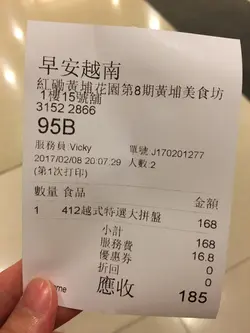 早安越南
紅磡黃埔花園第8期黃埔美食坊
1樓15號舖
3152 2866
95B
服務員:Vicky 單號:J170201277
2017/02/08 20:07:29 人數:2
(第1次打印)
數量 食品 金額
1 412越式特選大拼盤 168
小計 168
服務費 16.8
優惠券
折回 0
應收 185